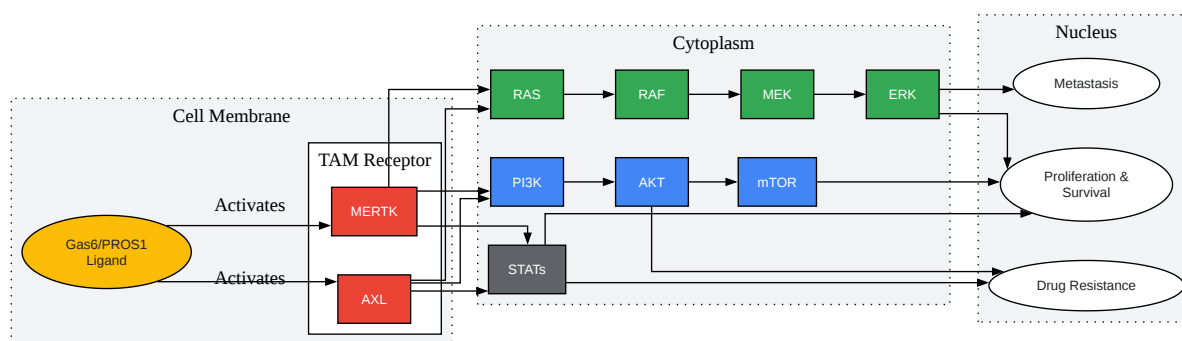 Cell Membrane
TAM Receptor
Gas6/PROS1
Ligand
Activates
Activates
MERTK
AXL
Cytoplasm
RAS
RAF
MEK
ERK
PI3K
AKT
mTOR
STATs
Nucleus
Metastasis
Proliferation &
Survival
Drug Resistance